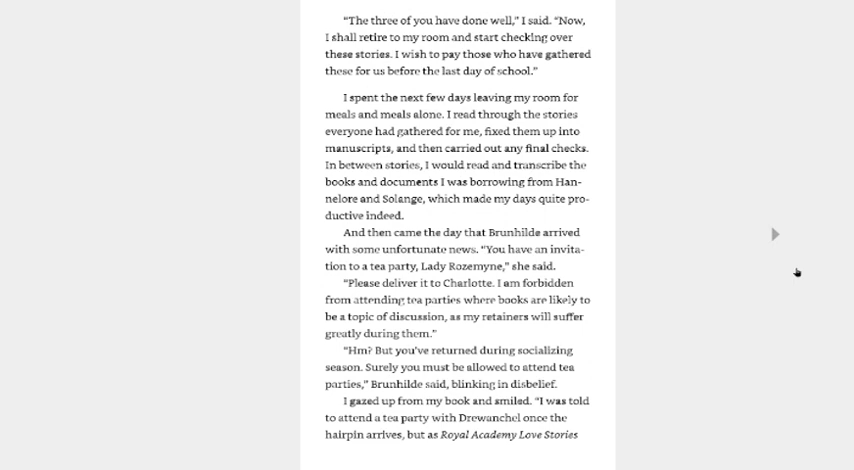 “The three of you have done well,” I said. “Now,
I shall retire to my room and start checking over
these stories. I wish to pay those who have gathered
these for us before the last day of school.”
I spent the next few days leaving my room for
meals and meals alone. I read through the stories
everyone had gathered for me, fixed them up into
manuscripts, and then carried out any final checks.
In between stories, I would read and transcribe the
books and documents I was borrowing from Han-
nelore and Solange, which made my days quite pro-
ductive indeed.
And then came the day that Brunhilde arrived
with some unfortunate news. “You have an invita-
tion to a tea party, Lady Rozemyne,” she said.
“Please deliver it to Charlotte. I am forbidden
from attending tea parties where books are likely to
be a topic of discussion, as my retainers will suffer
greatly during them.”
“Hm? But you’ve returned during socializing
season. Surely you must be allowed to attend tea
parties,” Brunhilde said, blinking in disbelief.
I gazed up from my book and smiled. “I was told
to attend a tea party with Drewanchel once the
hairpin arrives, but as Royal Academy Love Stories